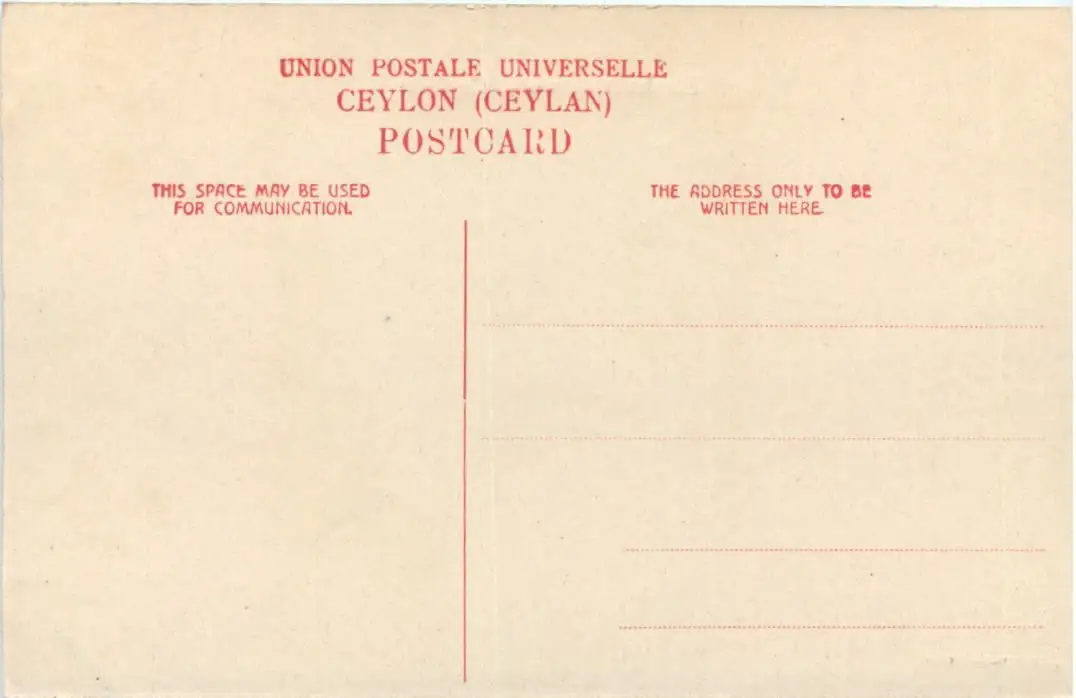 UNION POSTALE UNIVERSELLE
CEYLON (CEYLAN)
POSTCARD
THIS SPACE MAY BE USED
FOR COMMUNICATION.
THE ADDRESS ONLY TO BE
WRITTEN HERE.